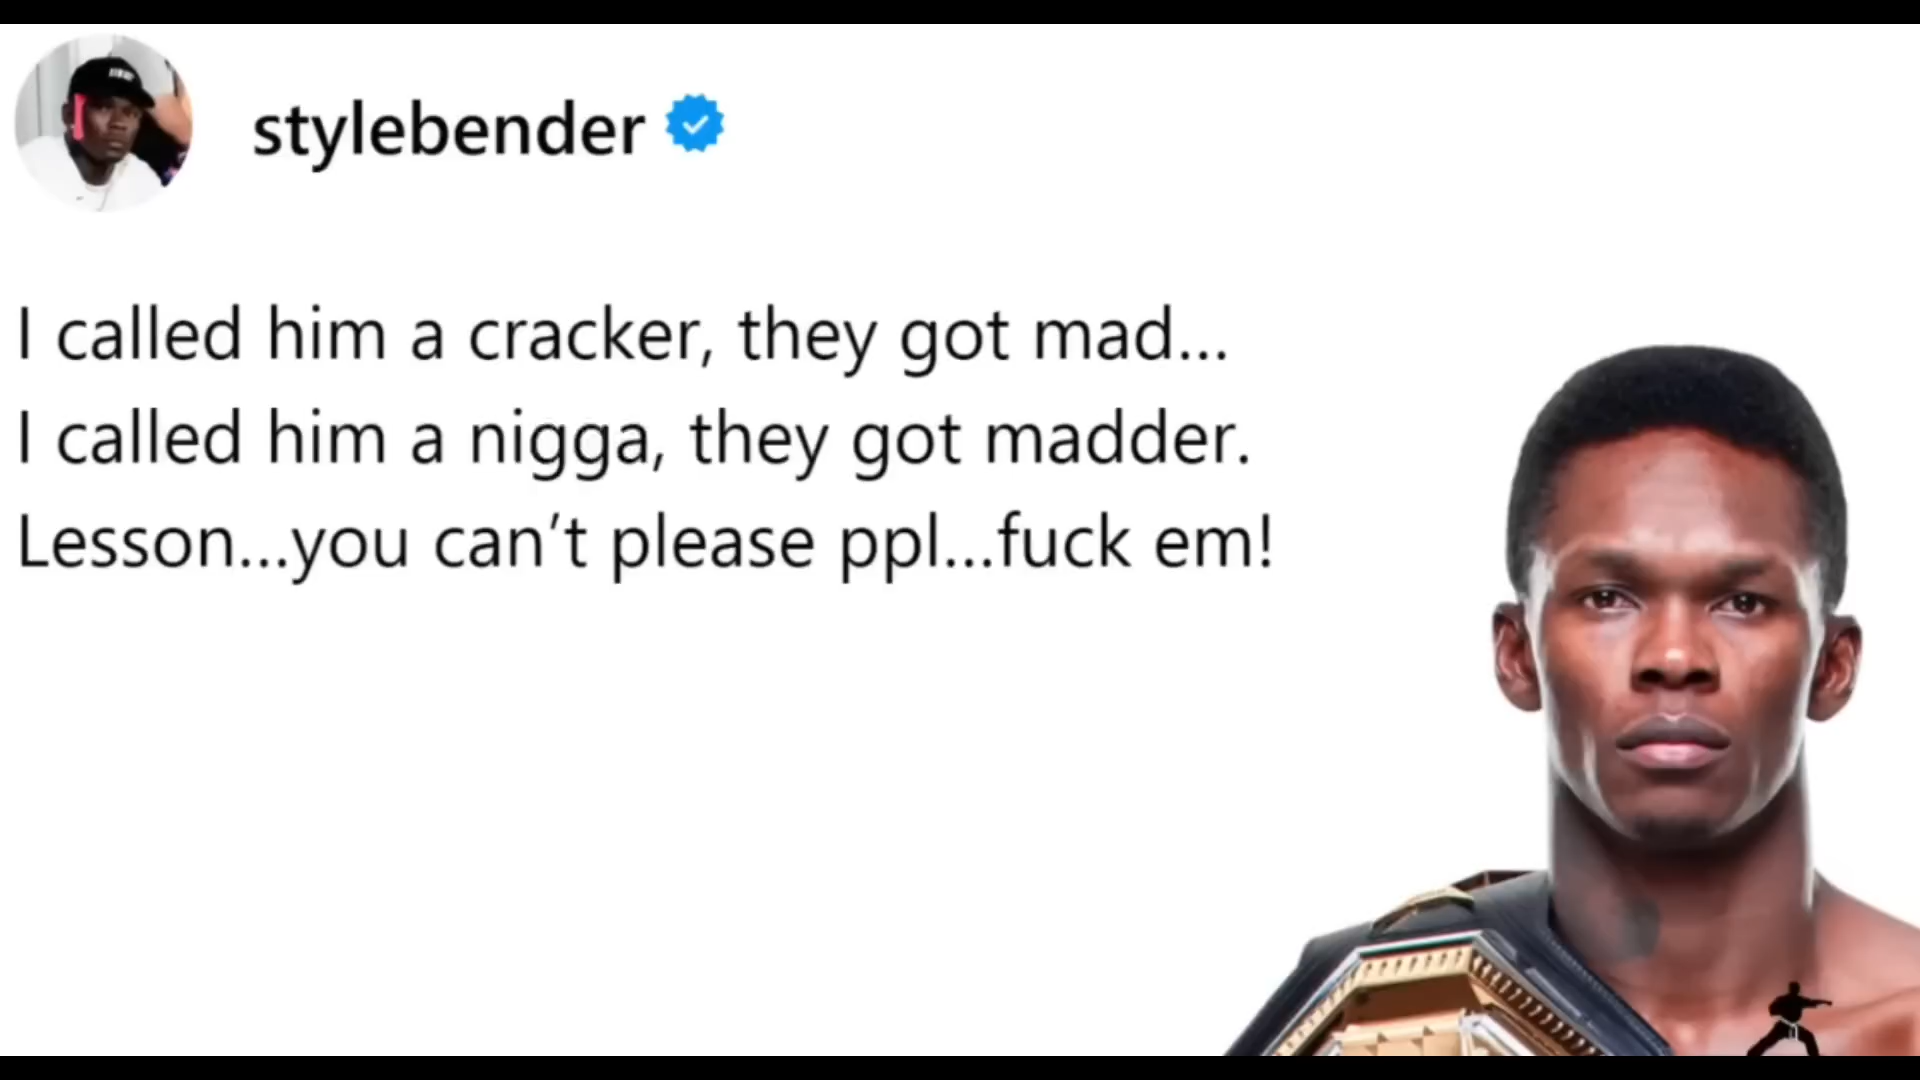 stylebender
I called him a cracker, they got mad...
I called him a nigga, they got madder.
Lesson...you can't please ppl...fuck em!